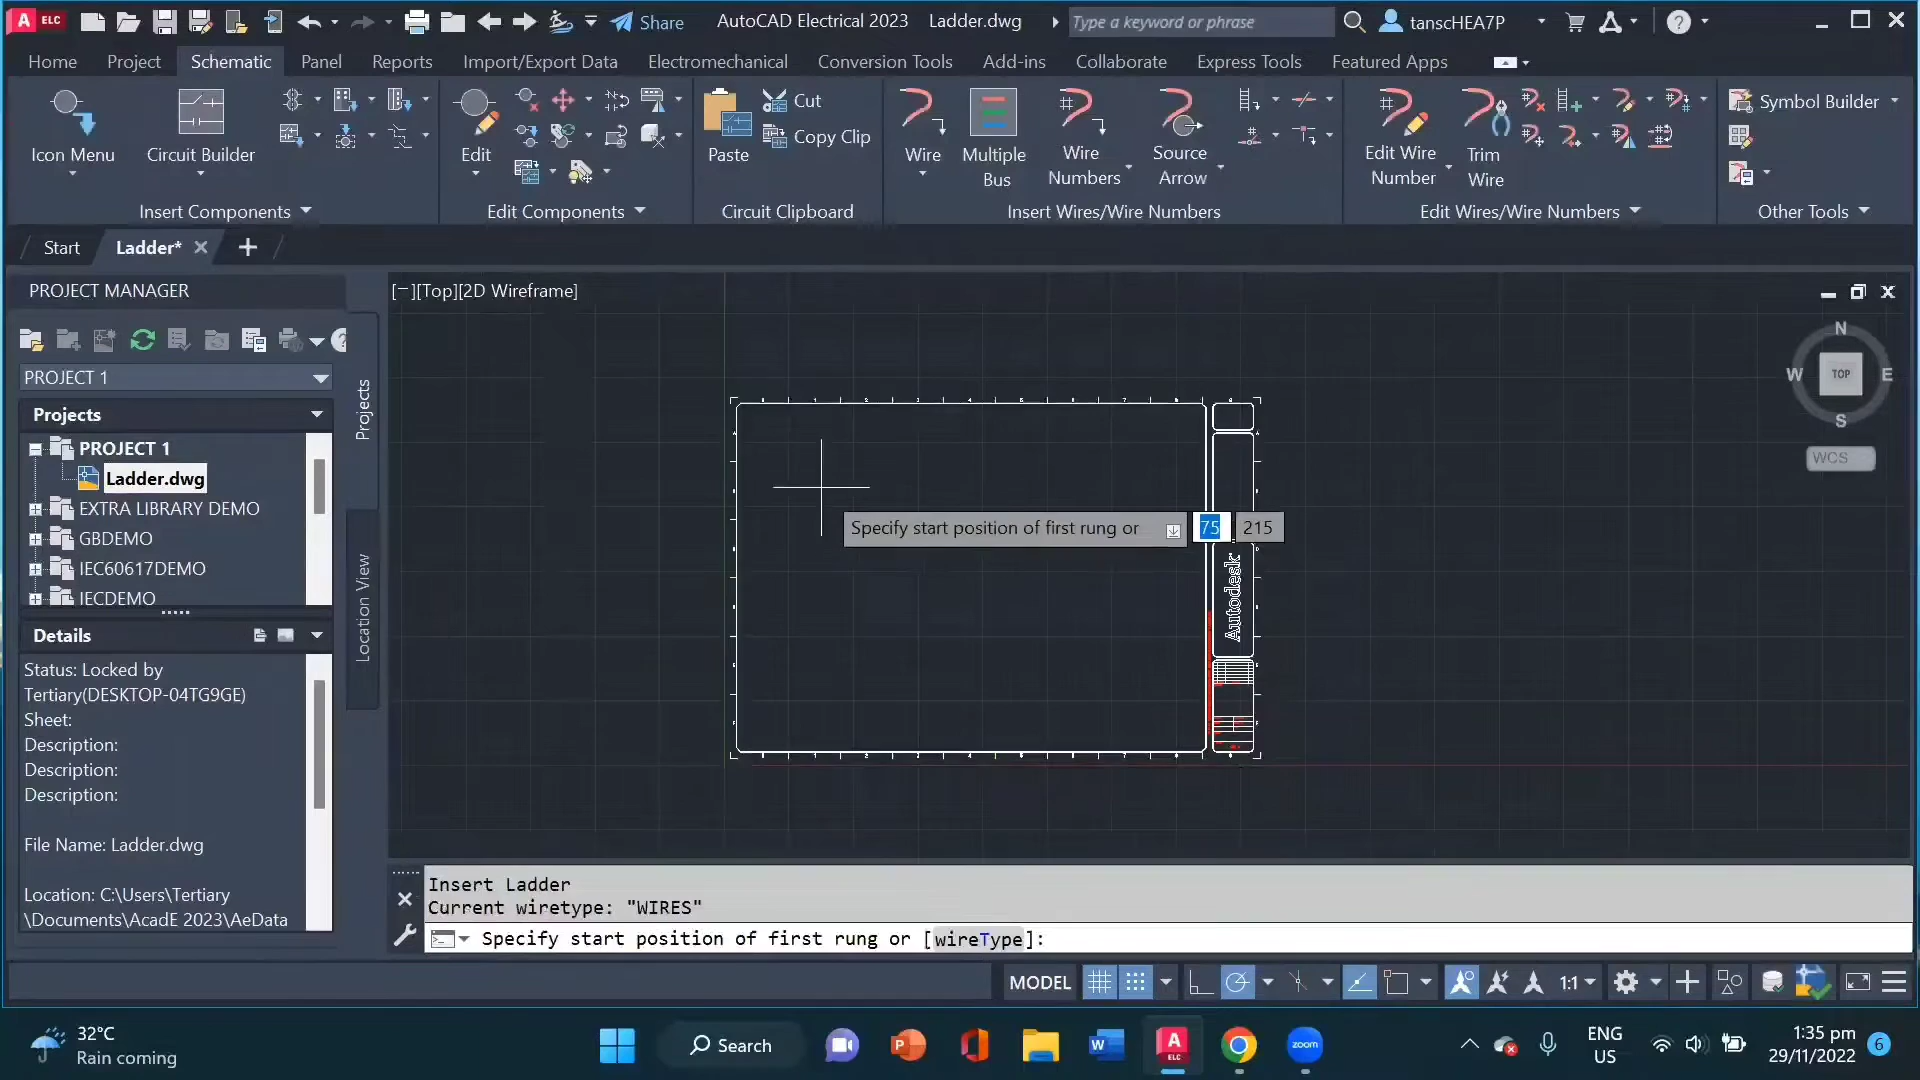 A ELC
Share
AutoCAD Electrical 2023
Ladder.dwg
Type a keyword or phrase
tanscHEA7P
Home
Project
Schematic
Panel
Reports
Import/Export Data
Electromechanical
Conversion Tools
Add-ins
Collaborate
Express Tools
Featured Apps
Icon Menu
Circuit Builder
Edit
Paste
Cut
Copy Clip
Wire
Multiple
Bus
Wire
Numbers
Source
Arrow
Edit Wire
Number
Trim
Wire
Symbol Builder
Insert Components
Edit Components
Circuit Clipboard
Insert Wires/Wire Numbers
Edit Wires/Wire Numbers
Other Tools
Start
Ladder*
PROJECT MANAGER
PROJECT 1
Projects
PROJECT 1
Ladder.dwg
EXTRA LIBRARY DEMO
GBDEMO
IEC60617DEMO
IECDEMO
Details
Status: Locked by
Tertiary(DESKTOP-04TG9GE)
Sheet:
Description:
Description:
Description:
File Name: Ladder.dwg
Location: C:\Users\Tertiary
\Documents\AcadE 2023\AeData
Projects
Location View
[−][Top][2D Wireframe]
N
W
TOP
E
S
WCS
Specify start position of first rung or
75
215
Autodesk
Insert Ladder
Current wiretype: "WIRES"
Specify start position of first rung or [wireType]:
MODEL
1:1
32°C
Rain coming
Search
A ELC
zoom
ENG
US
1:35 pm
29/11/2022
6